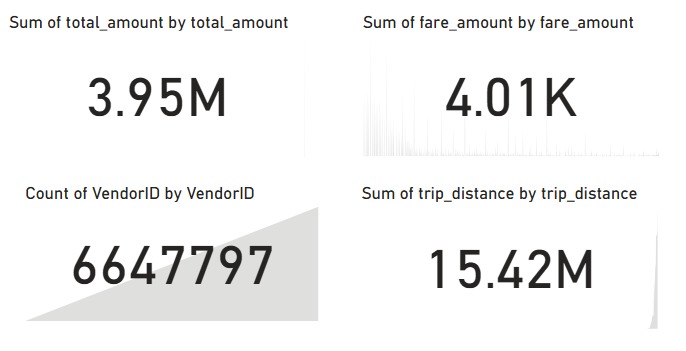 Sum of total_amount by total_amount
3.95M
Sum of fare_amount by fare_amount
4.01K
Count of VendorID by VendorID
6647797
Sum of trip_distance by trip_distance
15.42M